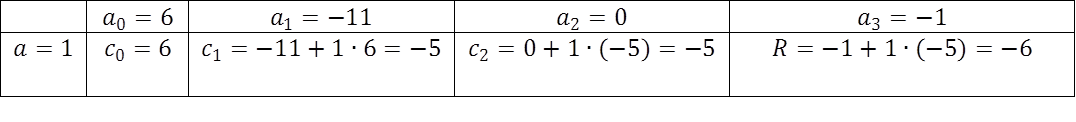 a₀ = 6 a₁ = −11 a₂ = 0 a₃ = −1
a = 1 c₀ = 6 c₁ = −11 + 1 · 6 = −5 c₂ = 0 + 1 · (−5) = −5 R = −1 + 1 · (−5) = −6